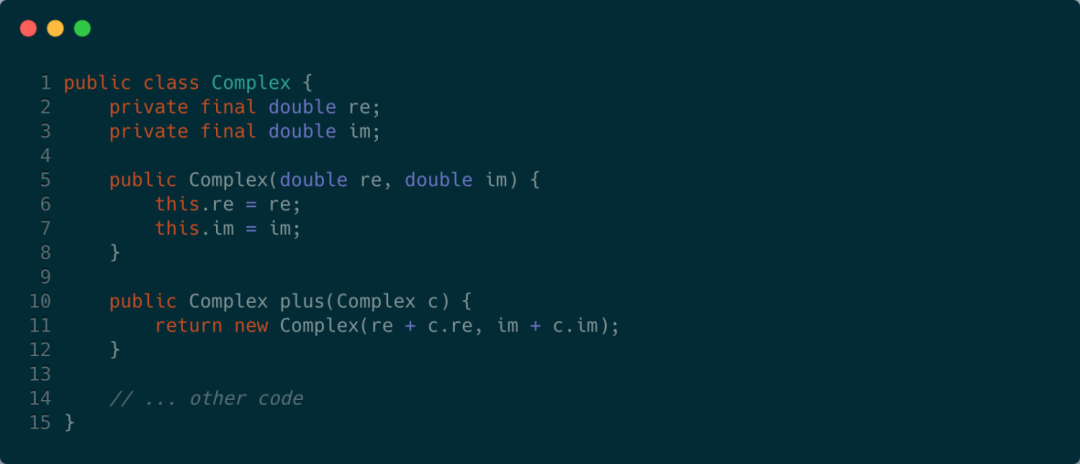 1 public class Complex {
2     private final double re;
3     private final double im;
4
5     public Complex(double re, double im) {
6         this.re = re;
7         this.im = im;
8     }
9
10     public Complex plus(Complex c) {
11         return new Complex(re + c.re, im + c.im);
12     }
13
14     // ... other code
15 }